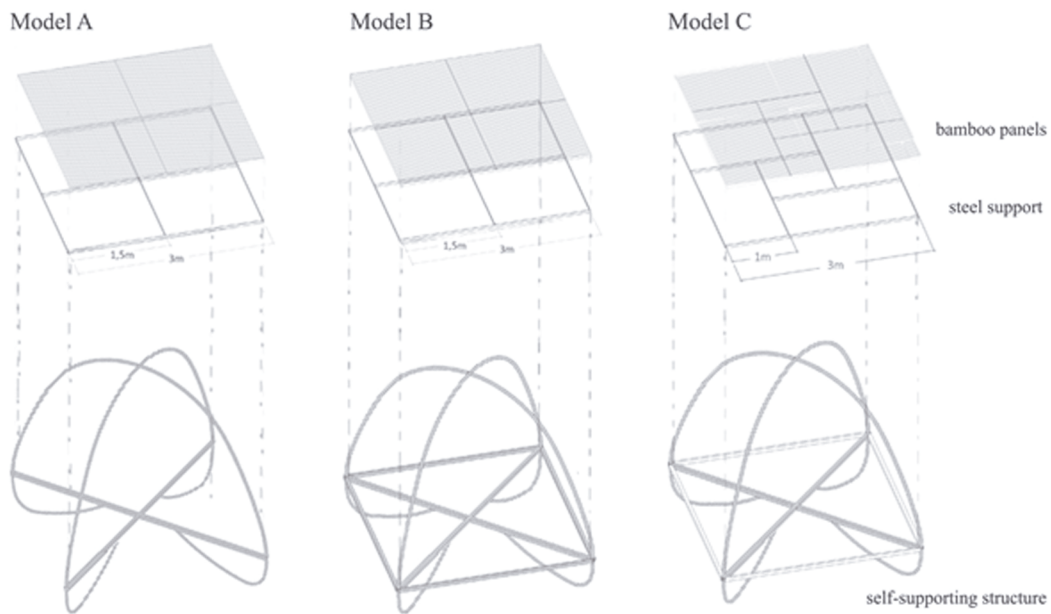 Model A
Model B
Model C
bamboo panels
steel support
1,5m
3m
1,5m
3m
1m
3m
self-supporting structure